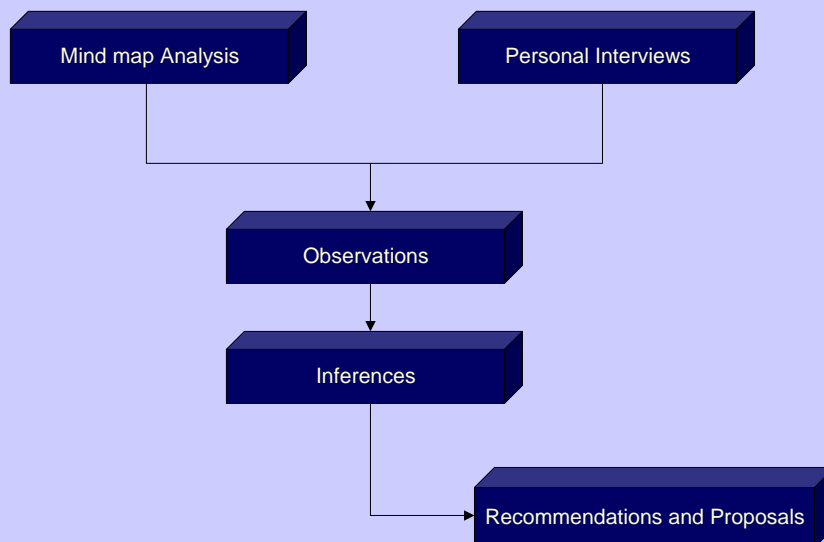 Mind map Analysis
Personal Interviews
Observations
Inferences
Recommendations and Proposals